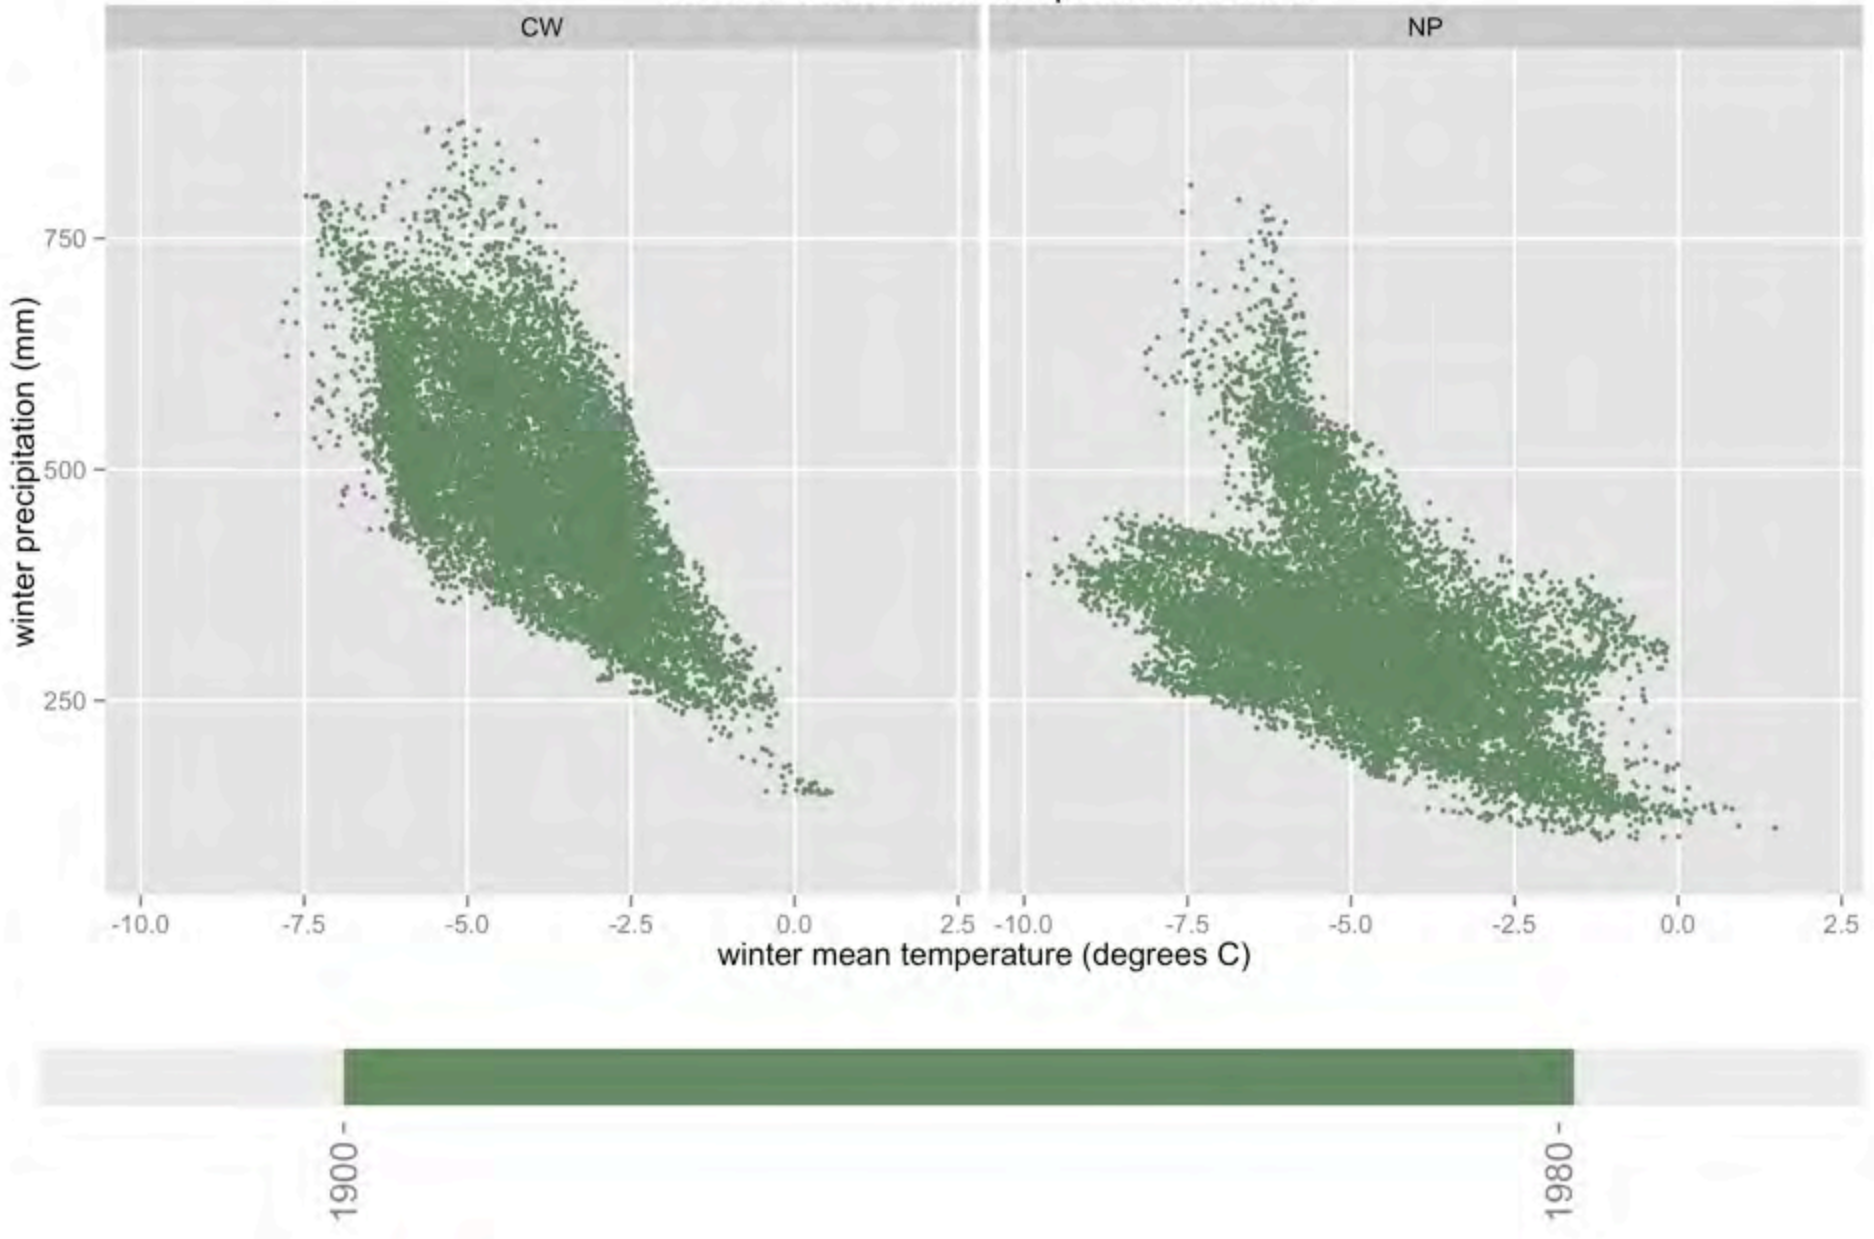 CW NP
winter precipitation (mm)
750
500
250
-10.0 -7.5 -5.0 -2.5 0.0 2.5 -10.0 -7.5 -5.0 -2.5 0.0 2.5
winter mean temperature (degrees C)
1900 -
1980 -